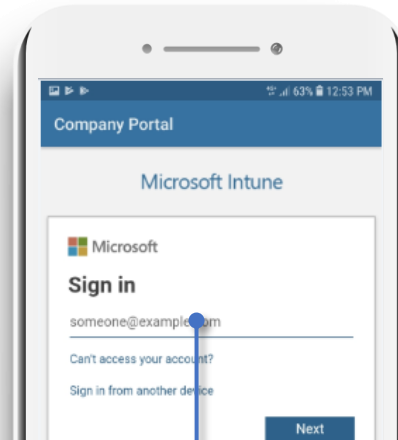 63% 12:53 PM
Company Portal
Microsoft Intune
Microsoft
Sign in
someone@example.com
Can't access your account?
Sign in from another device
Next